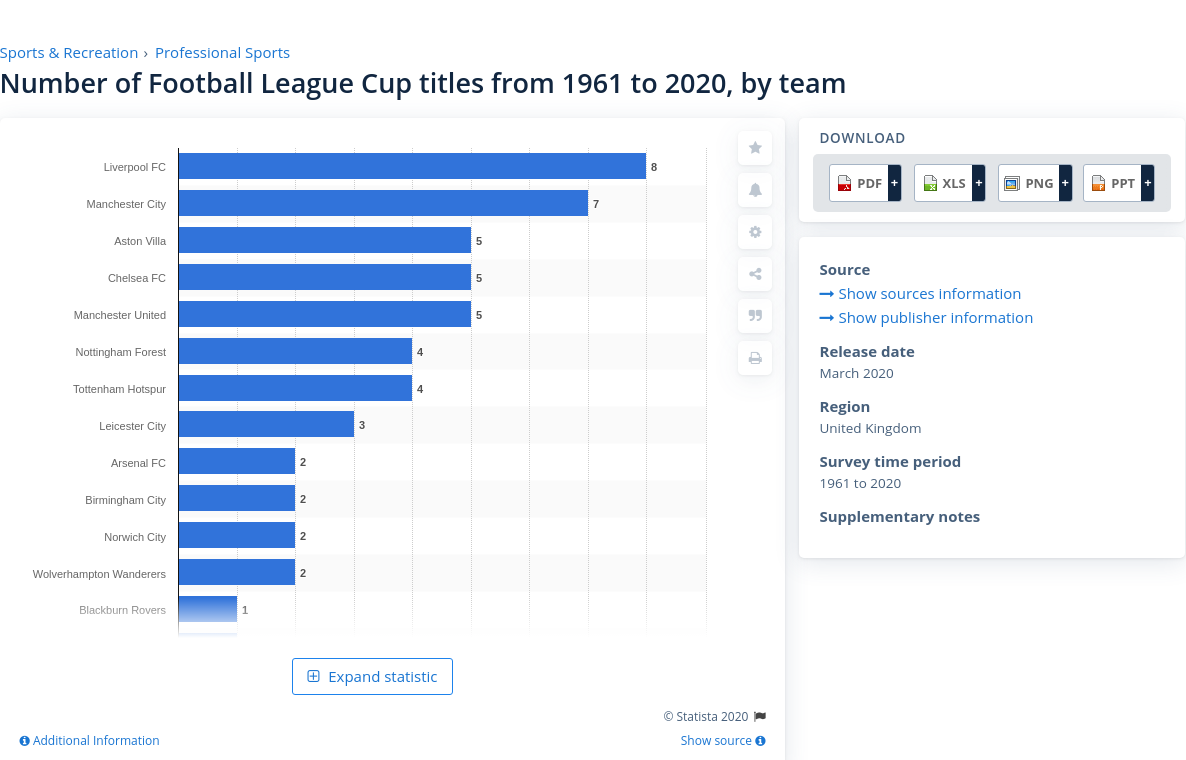 Sports & Recreation › Professional Sports
Number of Football League Cup titles from 1961 to 2020, by team
Liverpool FC 8
Manchester City 7
Aston Villa 5
Chelsea FC 5
Manchester United 5
Nottingham Forest 4
Tottenham Hotspur 4
Leicester City 3
Arsenal FC 2
Birmingham City 2
Norwich City 2
Wolverhampton Wanderers 2
Blackburn Rovers 1
Expand statistic
© Statista 2020
Additional Information
Show source
DOWNLOAD
PDF + XLS + PNG + PPT +
Source
Show sources information
Show publisher information
Release date
March 2020
Region
United Kingdom
Survey time period
1961 to 2020
Supplementary notes